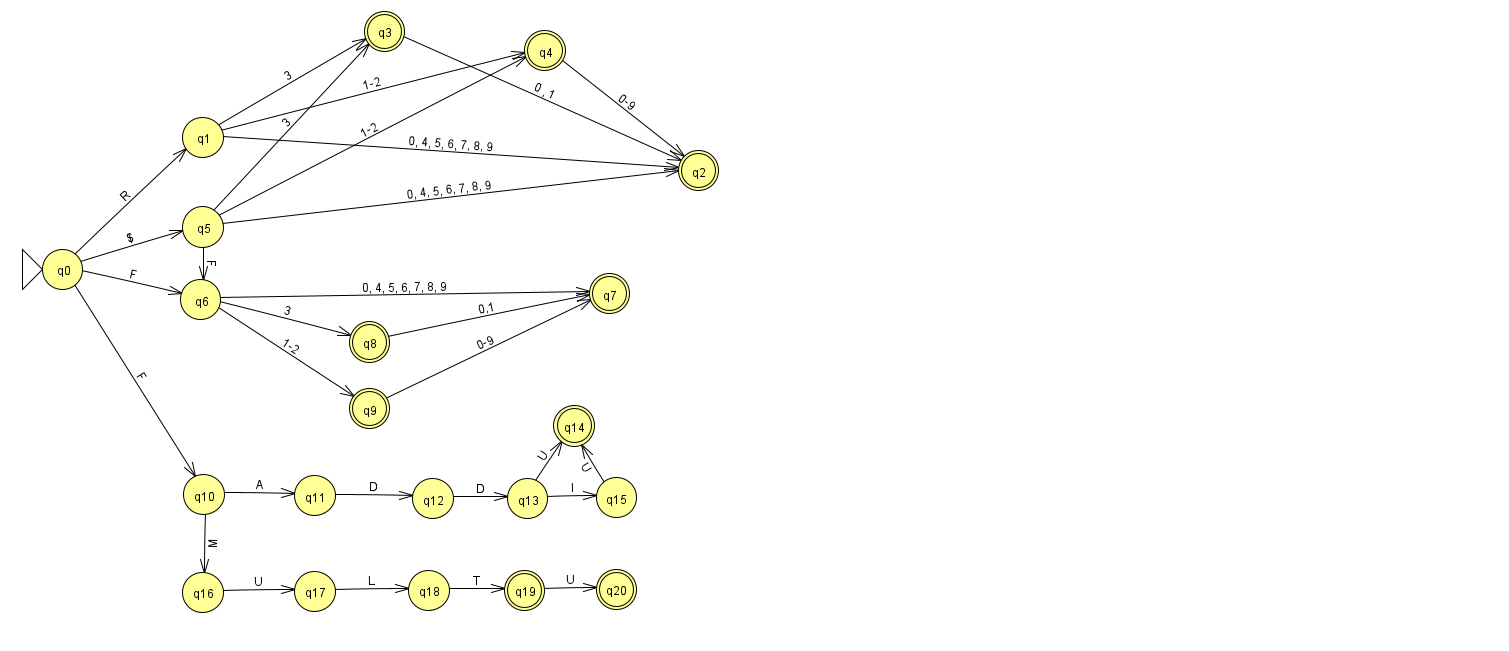 q3
q4
3
1-2
0, 1
0-9
q1
3
1-2
0, 4, 5, 6, 7, 8, 9
q2
R
0, 4, 5, 6, 7, 8, 9
q5
$
q0
F
F
q6
0, 4, 5, 6, 7, 8, 9
q7
3
0,1
q8
1-2
0-9
F
q9
q14
U
U
q10
A
q11
D
q12
D
q13
I
q15
M
q16
U
q17
L
q18
T
q19
U
q20